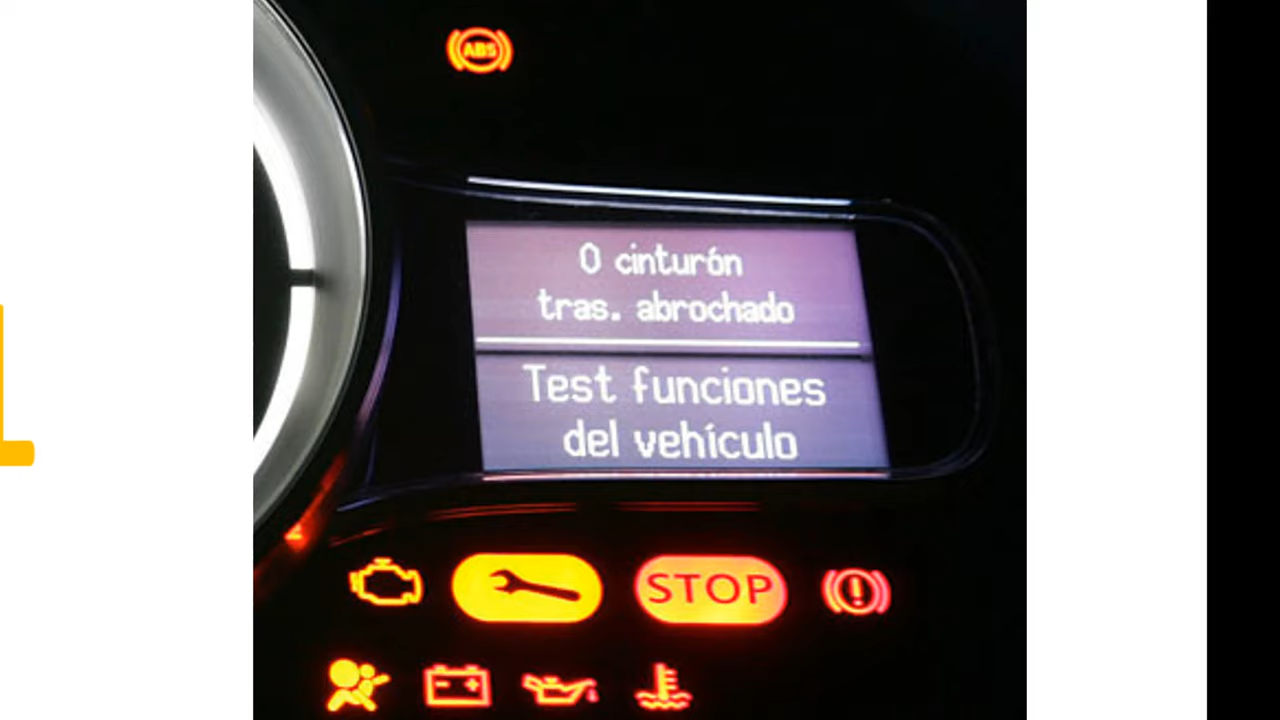 ABS
0 cinturón
tras. abrochado
Test funciones
del vehículo
STOP